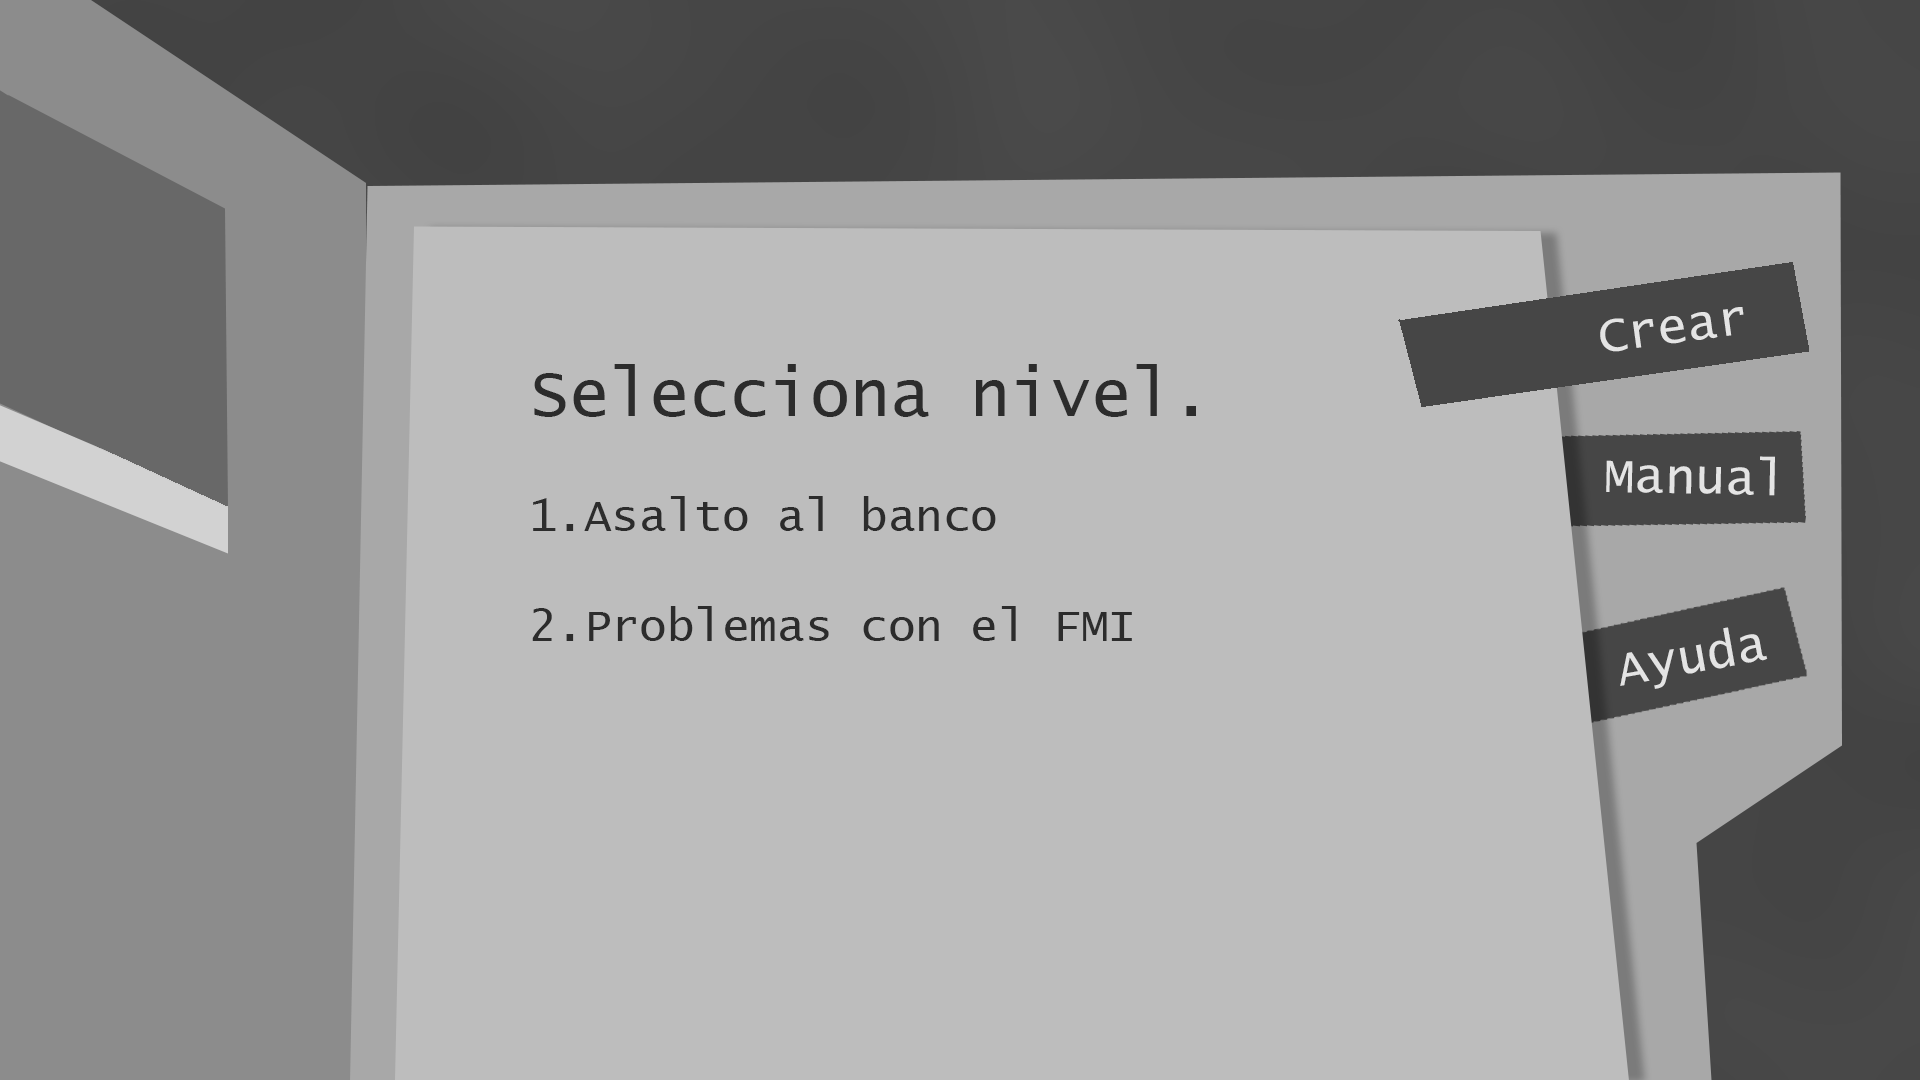 Selecciona nivel.
1.Asalto al banco
2.Problemas con el FMI
Crear
Manual
Ayuda